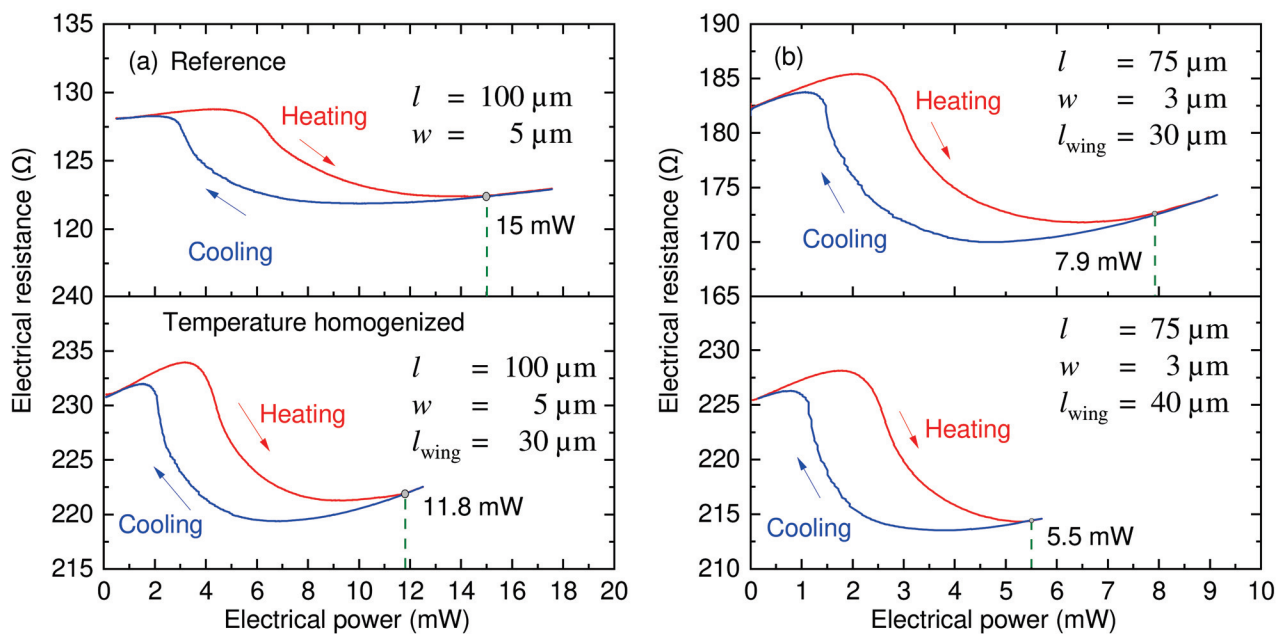 (a) Reference
l = 100 µm
w = 5 µm
Heating
Cooling
15 mW
135
130
125
120
240
Temperature homogenized
l = 100 µm
w = 5 µm
l_wing = 30 µm
Heating
Cooling
11.8 mW
235
230
225
220
215
0 2 4 6 8 10 12 14 16 18 20
Electrical power (mW)
Electrical resistance (Ω)
(b)
l = 75 µm
w = 3 µm
l_wing = 30 µm
Heating
Cooling
7.9 mW
190
185
180
175
170
165
l = 75 µm
w = 3 µm
l_wing = 40 µm
Heating
Cooling
5.5 mW
230
225
220
215
210
0 1 2 3 4 5 6 7 8 9 10
Electrical power (mW)
Electrical resistance (Ω)